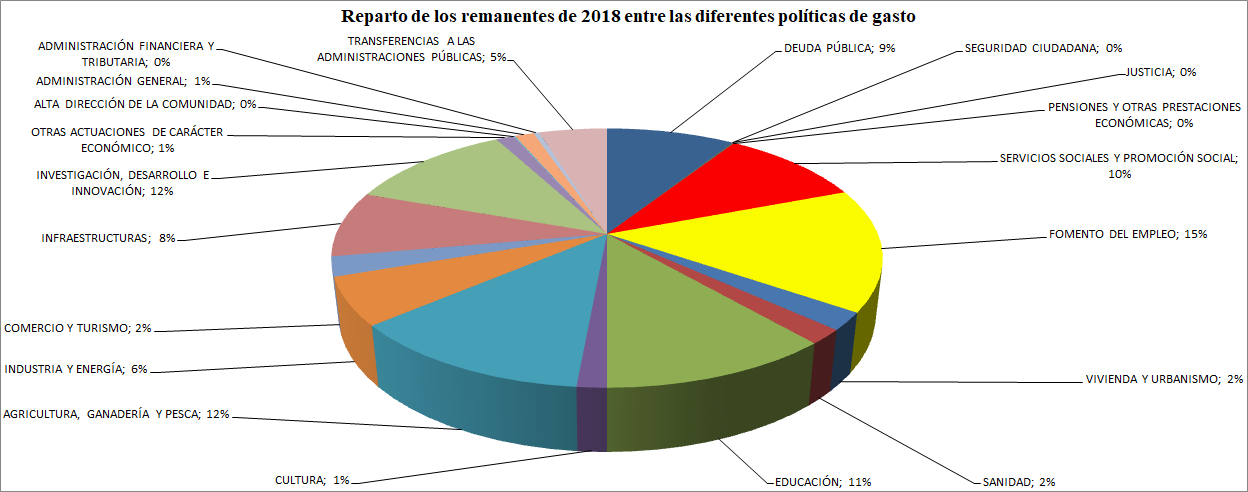 Reparto de los remanentes de 2018 entre las diferentes políticas de gasto
ADMINISTRACIÓN FINANCIERA Y
TRIBUTARIA; 0%
TRANSFERENCIAS A LAS
ADMINISTRACIONES PÚBLICAS; 5%
DEUDA PÚBLICA; 9%
SEGURIDAD CIUDADANA; 0%
JUSTICIA; 0%
PENSIONES Y OTRAS PRESTACIONES
ECONÓMICAS; 0%
SERVICIOS SOCIALES Y PROMOCIÓN SOCIAL;
10%
FOMENTO DEL EMPLEO; 15%
VIVIENDA Y URBANISMO; 2%
SANIDAD; 2%
EDUCACIÓN; 11%
CULTURA; 1%
AGRICULTURA, GANADERÍA Y PESCA; 12%
INDUSTRIA Y ENERGÍA; 6%
COMERCIO Y TURISMO; 2%
INFRAESTRUCTURAS; 8%
INVESTIGACIÓN, DESARROLLO E
INNOVACIÓN; 12%
OTRAS ACTUACIONES DE CARÁCTER
ECONÓMICO; 1%
ALTA DIRECCIÓN DE LA COMUNIDAD; 0%
ADMINISTRACIÓN GENERAL; 1%